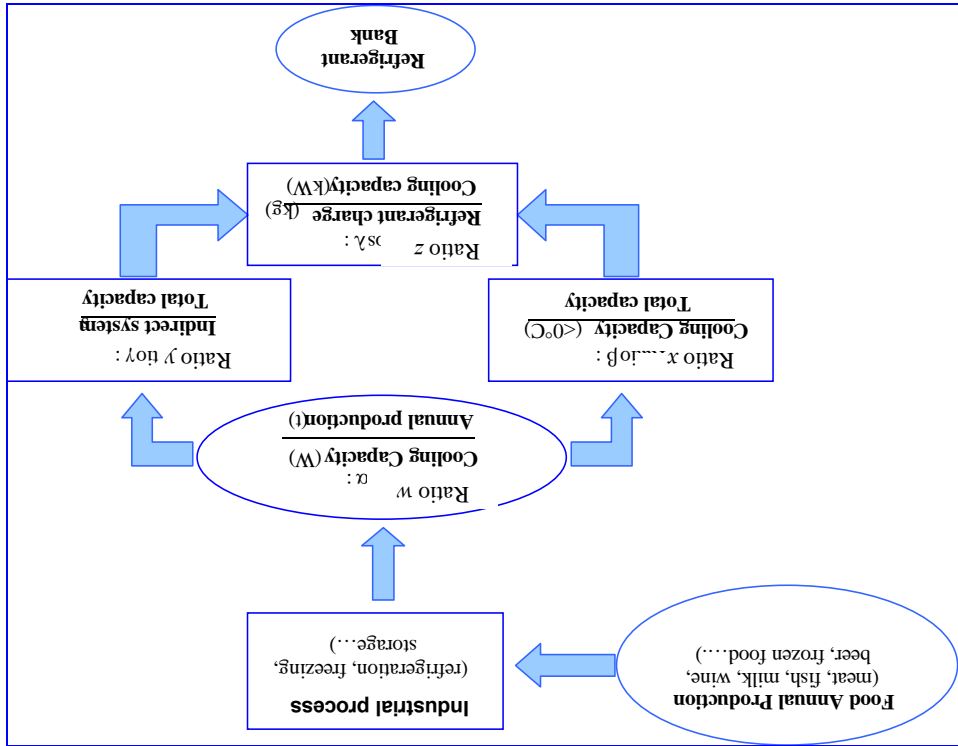 Food Annual Production
(meat, fish, milk, wine,
beer, frozen food....)
Industrial process
(refrigeration, freezing,
storage…)
Ratio w α :
Cooling Capacity (W)
Annual production(t)
Ratio x β :
Cooling Capacity (<0°C)
Total capacity
Ratio y tioγ :
Indirect system
Total capacity
Ratio z osλ :
Refrigerant charge (kg)
Cooling capacity(kW)
Refrigerant
Bank